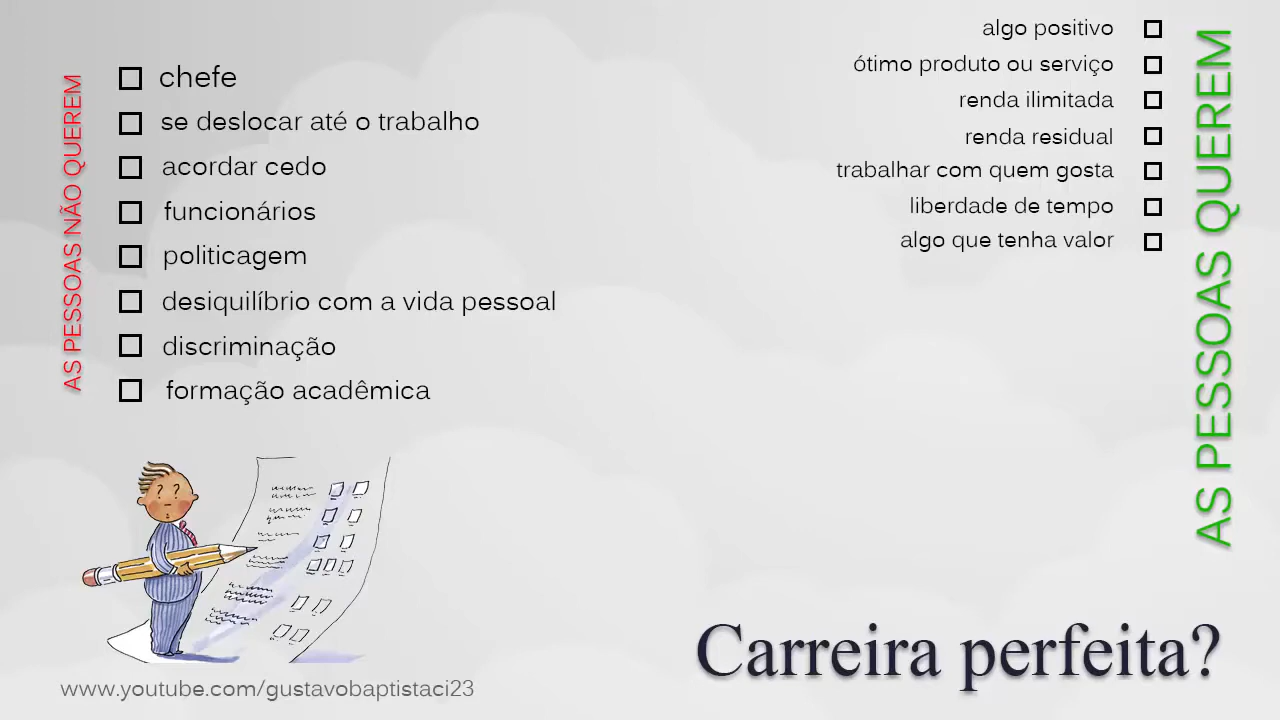 AS PESSOAS NÃO QUEREM
chefe
se deslocar até o trabalho
acordar cedo
funcionários
politicagem
desiquilíbrio com a vida pessoal
discriminação
formação acadêmica
AS PESSOAS QUEREM
algo positivo
ótimo produto ou serviço
renda ilimitada
renda residual
trabalhar com quem gosta
liberdade de tempo
algo que tenha valor
Carreira perfeita?
www.youtube.com/gustavobaptistaci23